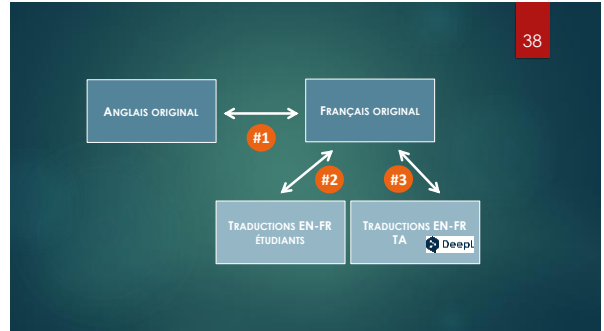 38
ANGLAIS ORIGINAL
FRANÇAIS ORIGINAL
#1
#2
#3
TRADUCTIONS EN-FR
ÉTUDIANTS
TRADUCTIONS EN-FR
TA
DeepL